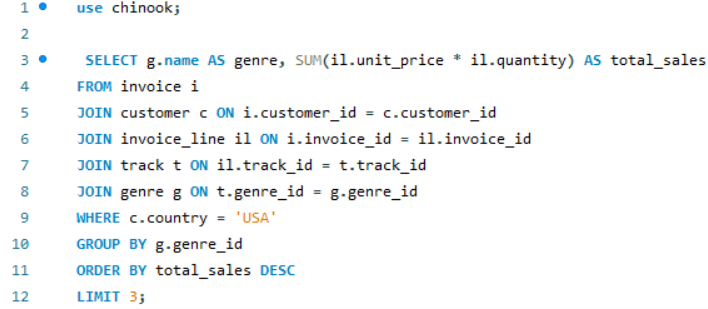 1 use chinook;
2
3 SELECT g.name AS genre, SUM(il.unit_price * il.quantity) AS total_sales
4 FROM invoice i
5 JOIN customer c ON i.customer_id = c.customer_id
6 JOIN invoice_line il ON i.invoice_id = il.invoice_id
7 JOIN track t ON il.track_id = t.track_id
8 JOIN genre g ON t.genre_id = g.genre_id
9 WHERE c.country = 'USA'
10 GROUP BY g.genre_id
11 ORDER BY total_sales DESC
12 LIMIT 3;